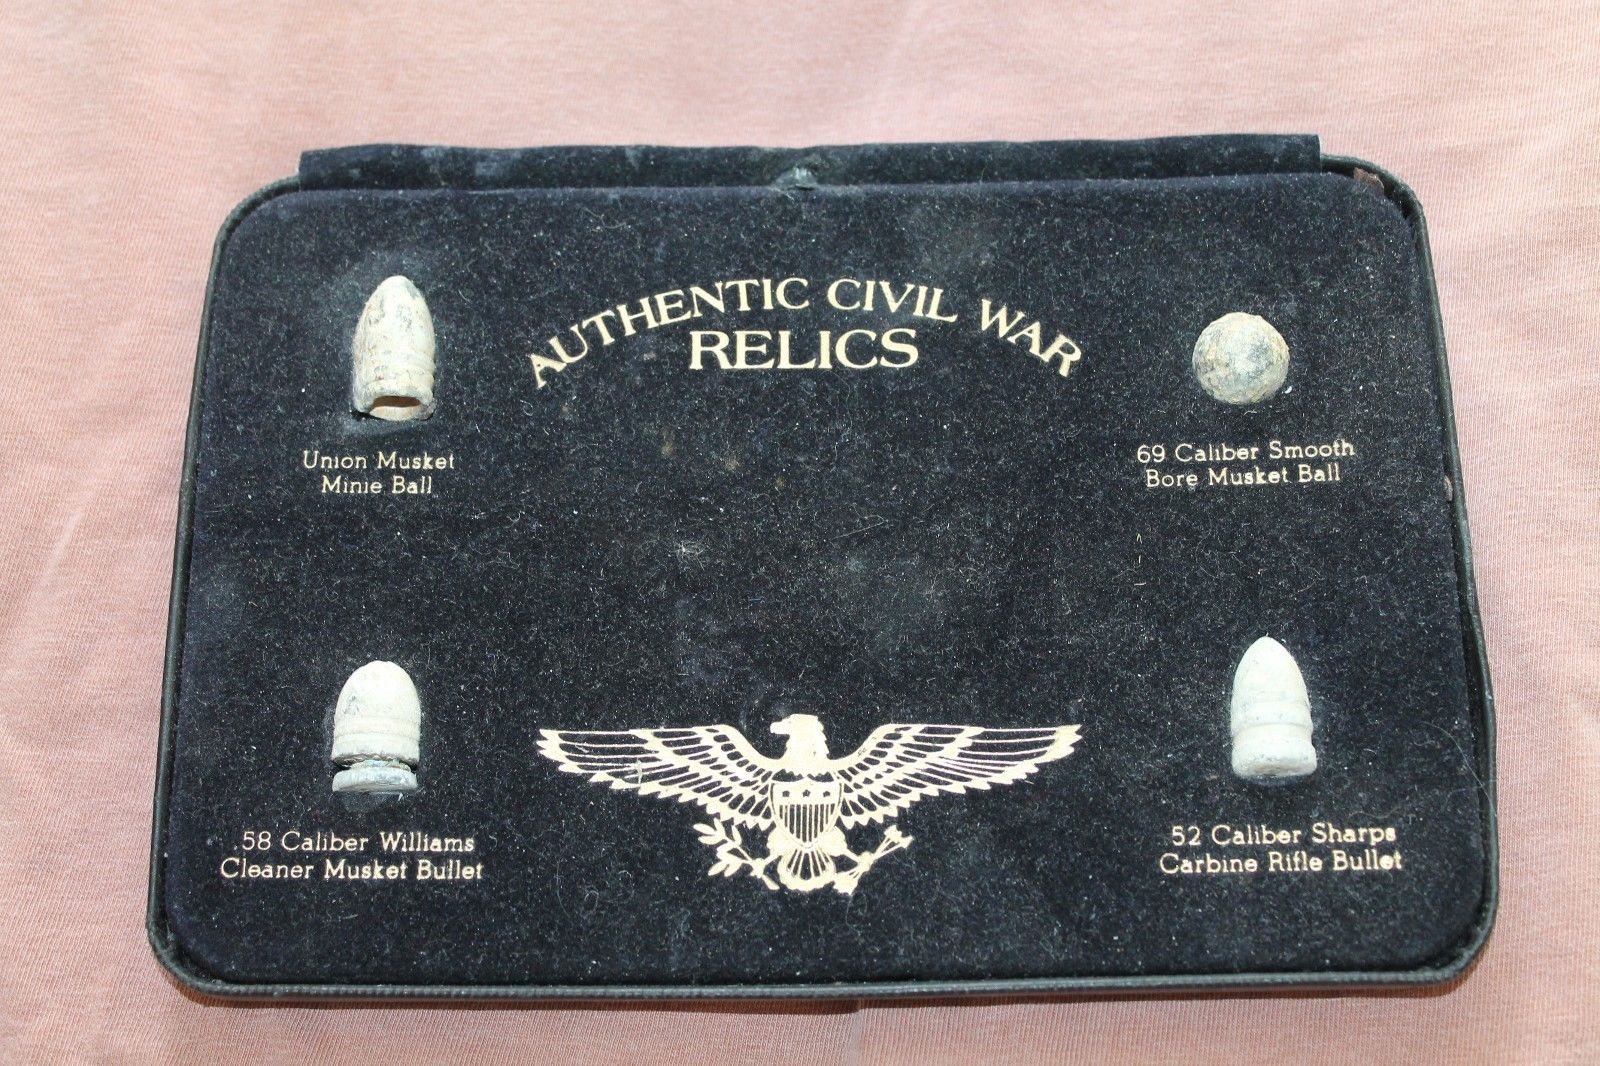 AUTHENTIC CIVIL WAR
RELICS
Union Musket
Minie Ball
69 Caliber Smooth
Bore Musket Ball
.58 Caliber Williams
Cleaner Musket Bullet
52 Caliber Sharps
Carbine Rifle Bullet